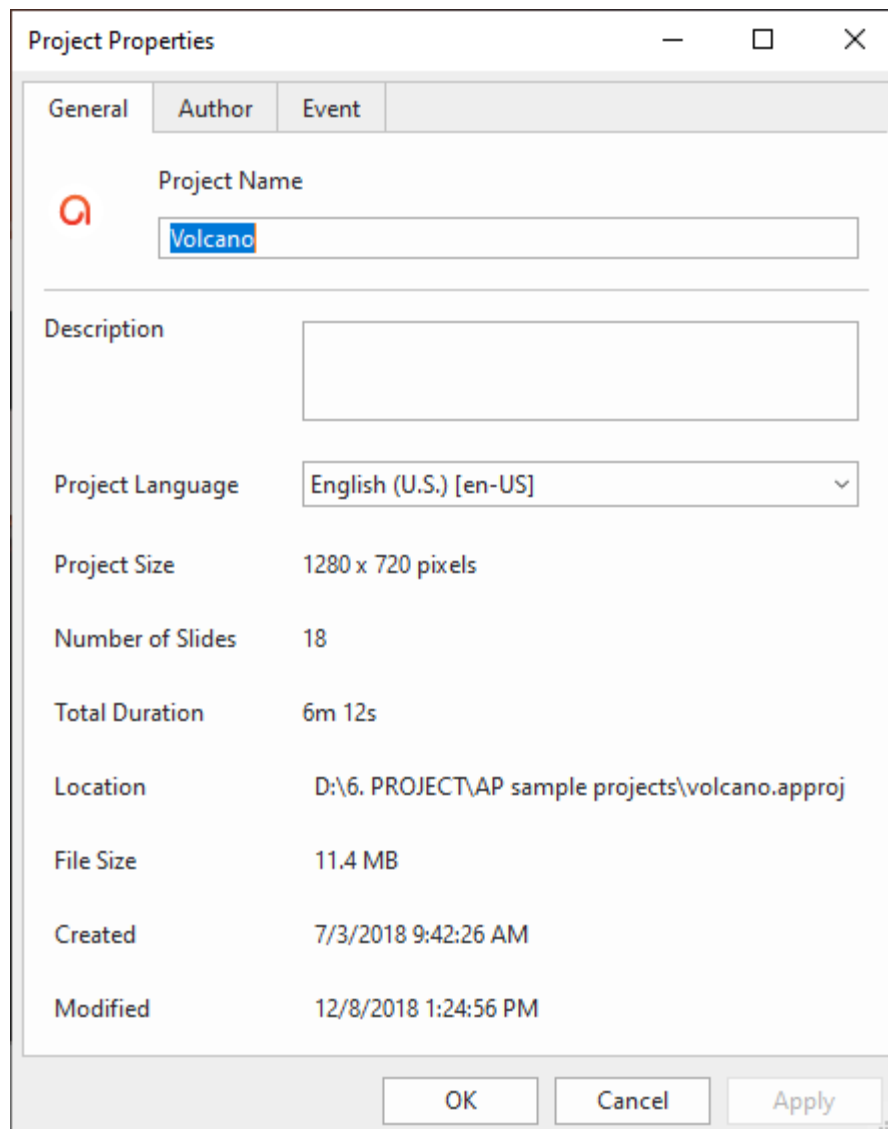 Project Properties
General Author Event
Project Name
Volcano
Description
Project Language English (U.S.) [en-US]
Project Size 1280 x 720 pixels
Number of Slides 18
Total Duration 6m 12s
Location D:\6. PROJECT\AP sample projects\volcano.approj
File Size 11.4 MB
Created 7/3/2018 9:42:26 AM
Modified 12/8/2018 1:24:56 PM
OK Cancel Apply